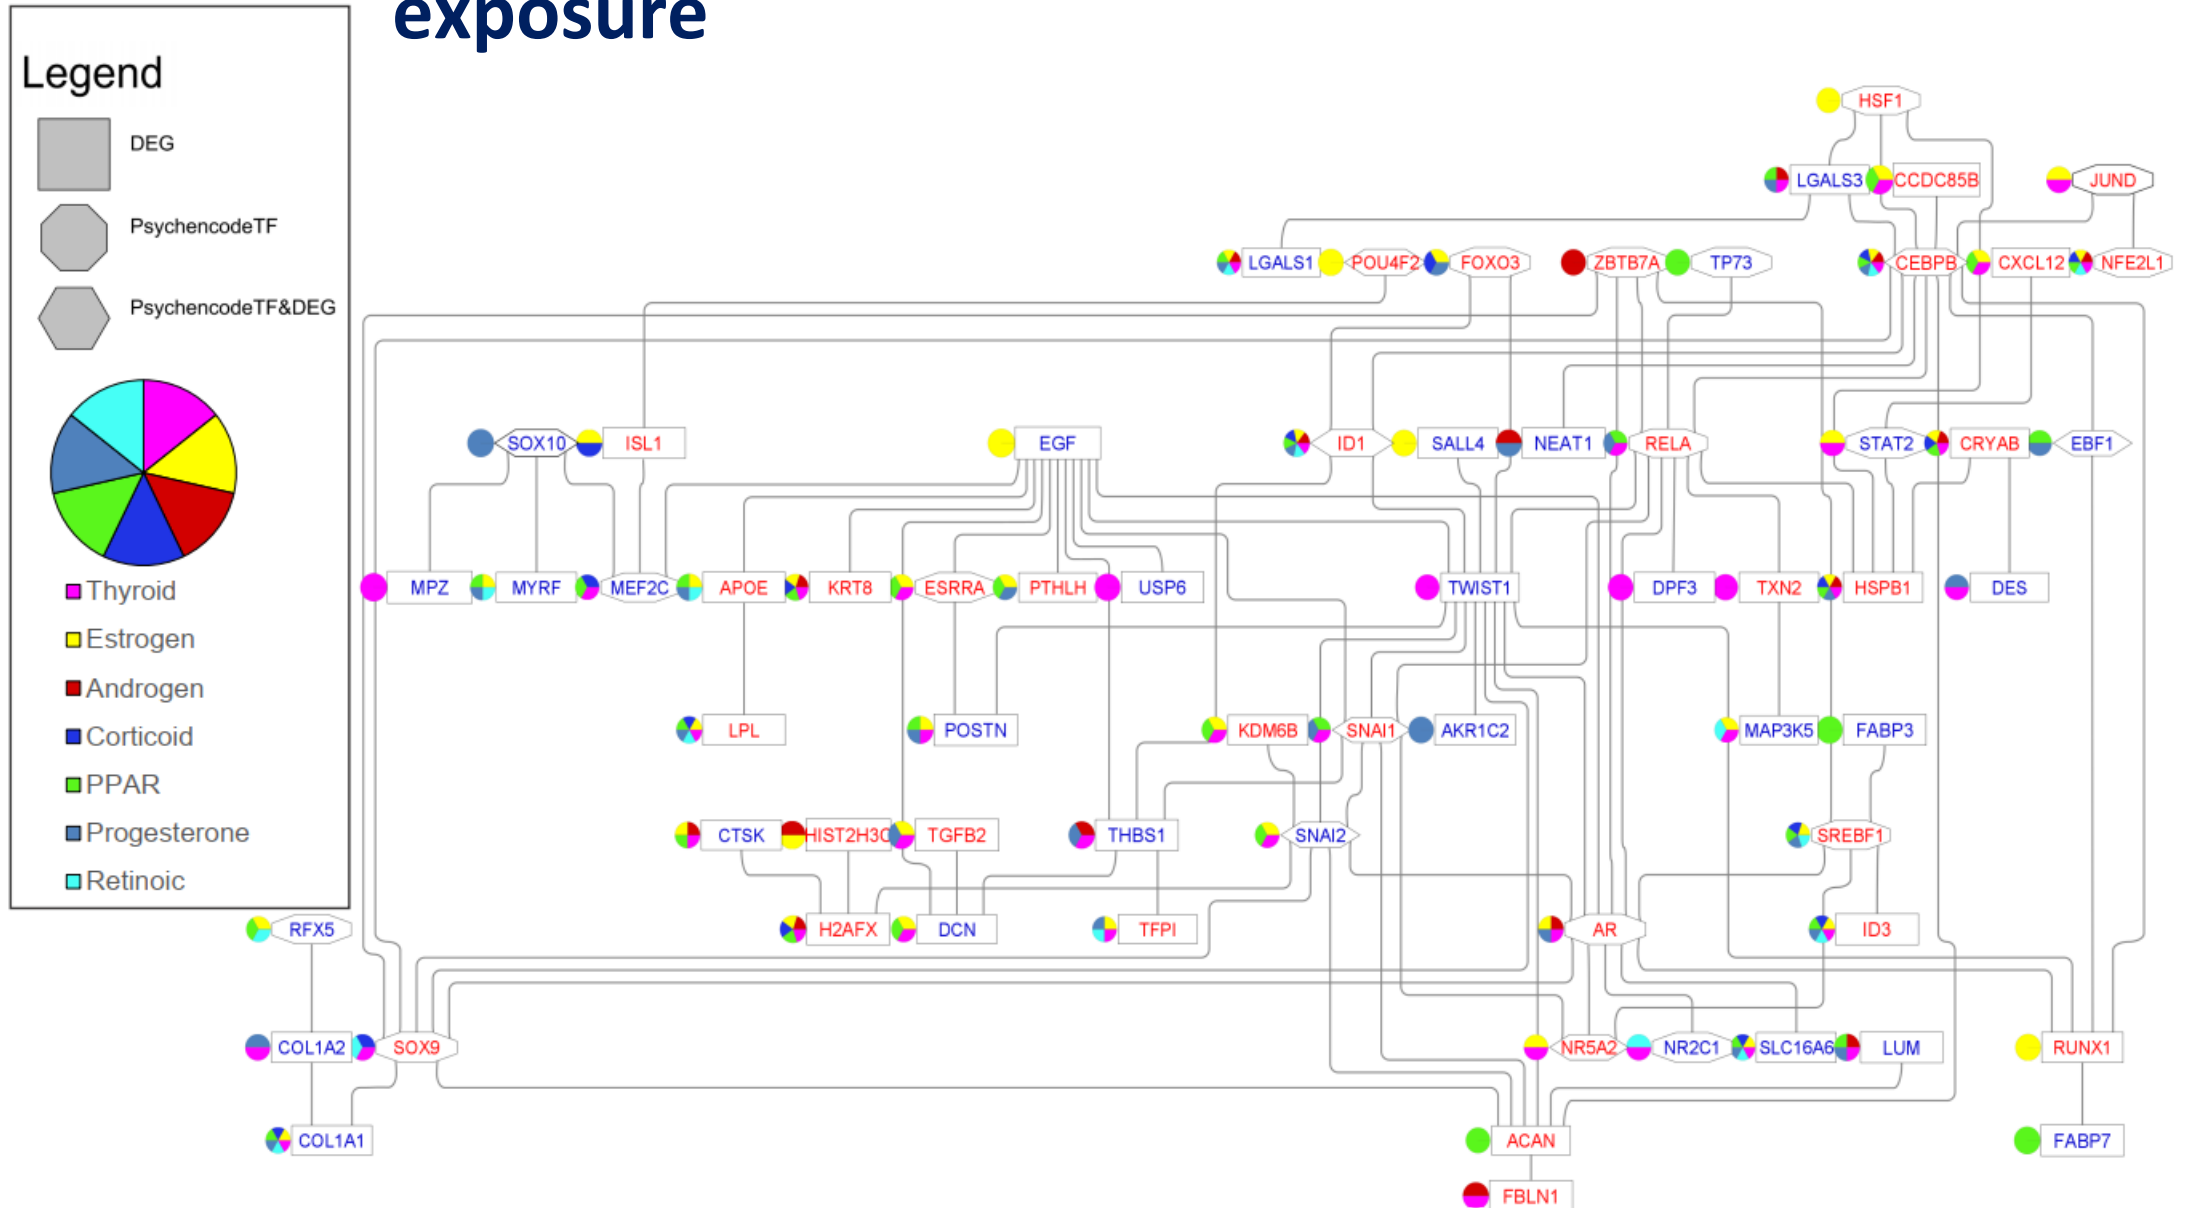 exposure
Legend
DEG
PsychencodeTF
PsychencodeTF&DEG
Thyroid
Estrogen
Androgen
Corticoid
PPAR
Progesterone
Retinoic
HSF1
LGALS3 CCDC85B JUND
LGALS1 POU4F2 FOXO3 ZBTB7A TP73 CEBPB CXCL12 NFE2L1
SOX10 ISL1 EGF ID1 SALL4 NEAT1 RELA STAT2 CRYAB EBF1
MPZ MYRF MEF2C APOE KRT8 ESRRA PTHLH USP6 TWIST1 DPF3 TXN2 HSPB1 DES
LPL POSTN KDM6B SNAI1 AKR1C2 MAP3K5 FABP3
CTSK HIST2H3C TGFB2 THBS1 SNAI2 SREBF1
RFX5 H2AFX DCN TFPI AR ID3
COL1A2 SOX9 NR5A2 NR2C1 SLC16A6 LUM RUNX1
COL1A1 ACAN FABP7
FBLN1